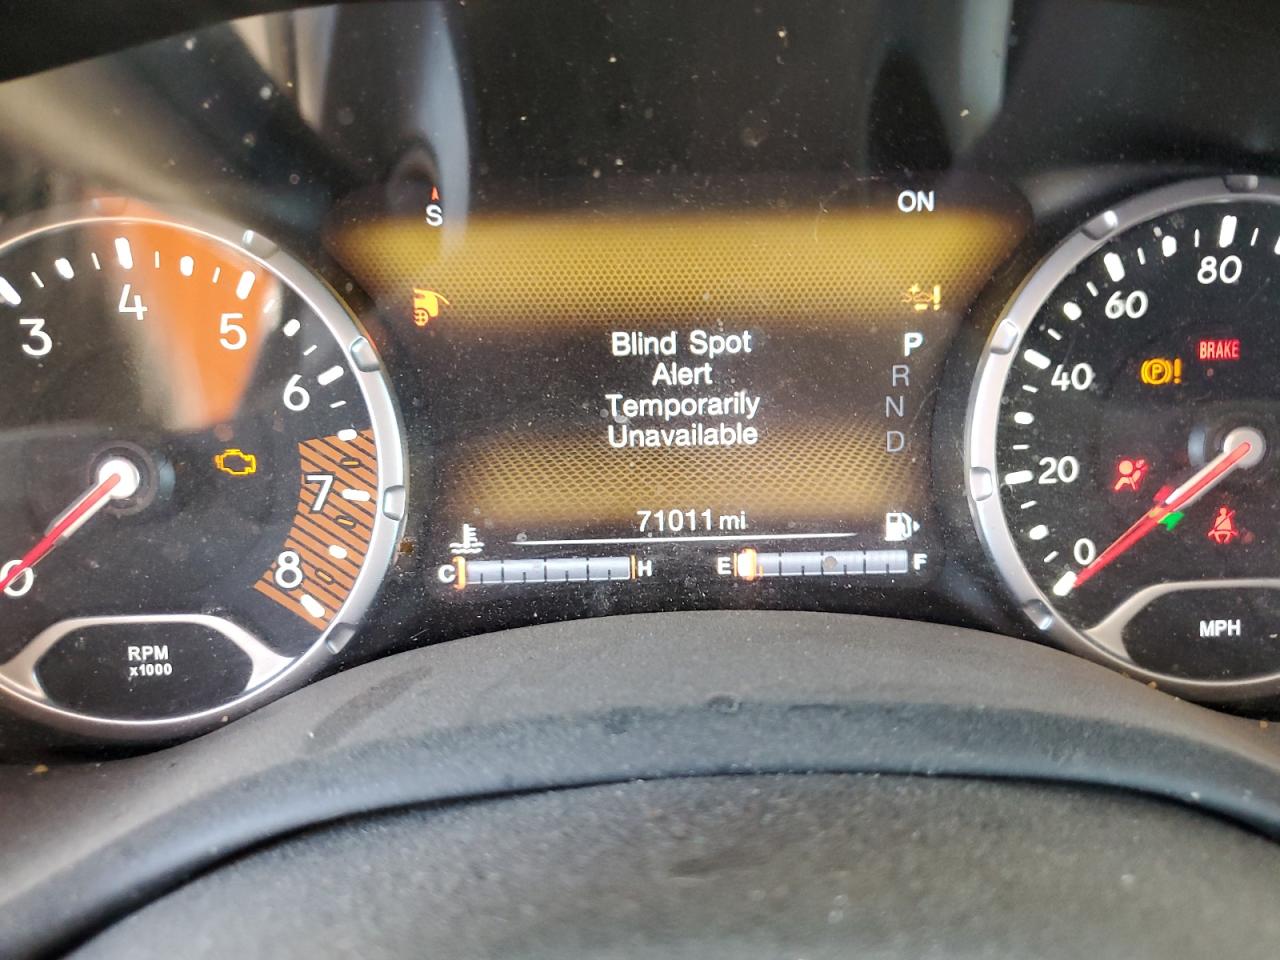 S
ON
3
4
5
6
7
8
0
RPM
x1000
Blind Spot
Alert
Temporarily
Unavailable
P
R
N
D
71011 mi
C
H
E
F
80
60
40
20
0
BRAKE
P!
MPH